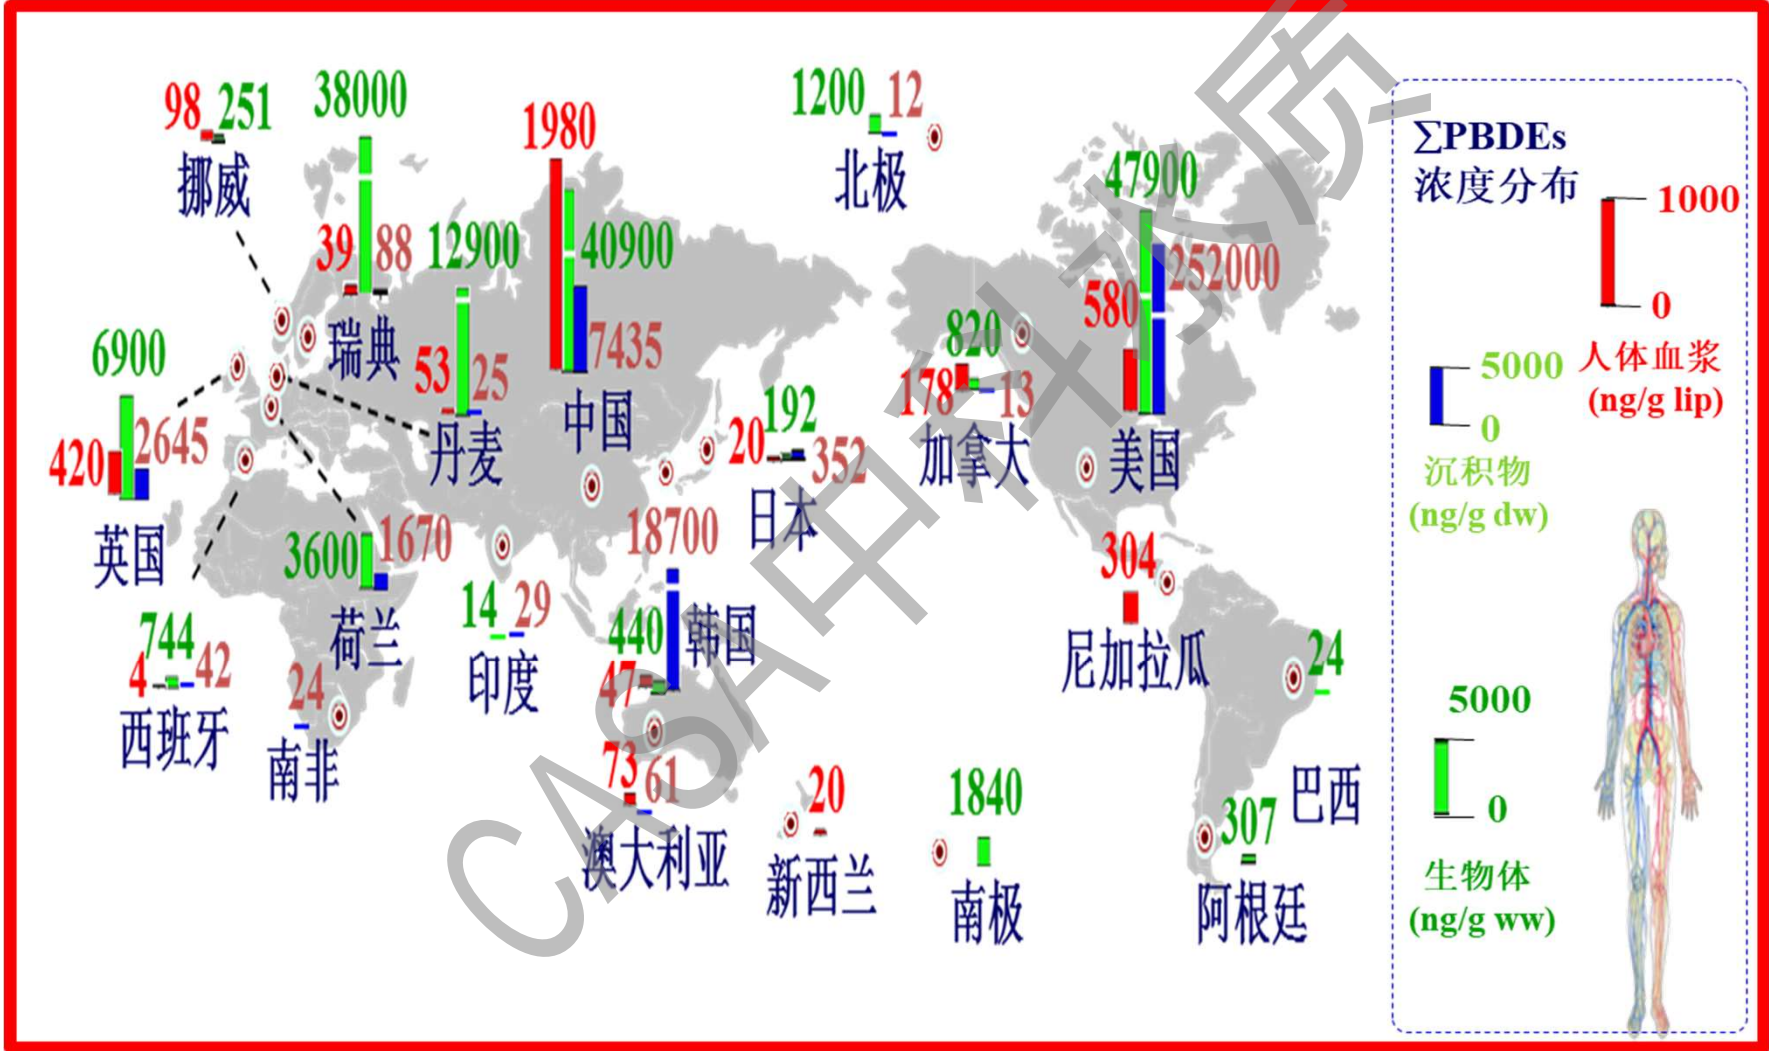 98
251
挪威
38000
39
88
瑞典
12900
53
25
丹麦
1980
40900
7435
中国
1200
12
北极
47900
252000
580
美国
820
178
13
加拿大
6900
420
2645
英国
3600
1670
荷兰
744
4
42
西班牙
24
南非
14
29
印度
20
192
352
日本
18700
440
47
韩国
73
61
澳大利亚
20
新西兰
1840
南极
304
尼加拉瓜
24
巴西
307
阿根廷
∑PBDEs
浓度分布
1000
0
人体血浆
(ng/g lip)
5000
0
沉积物
(ng/g dw)
5000
0
生物体
(ng/g ww)
CASA中科水质